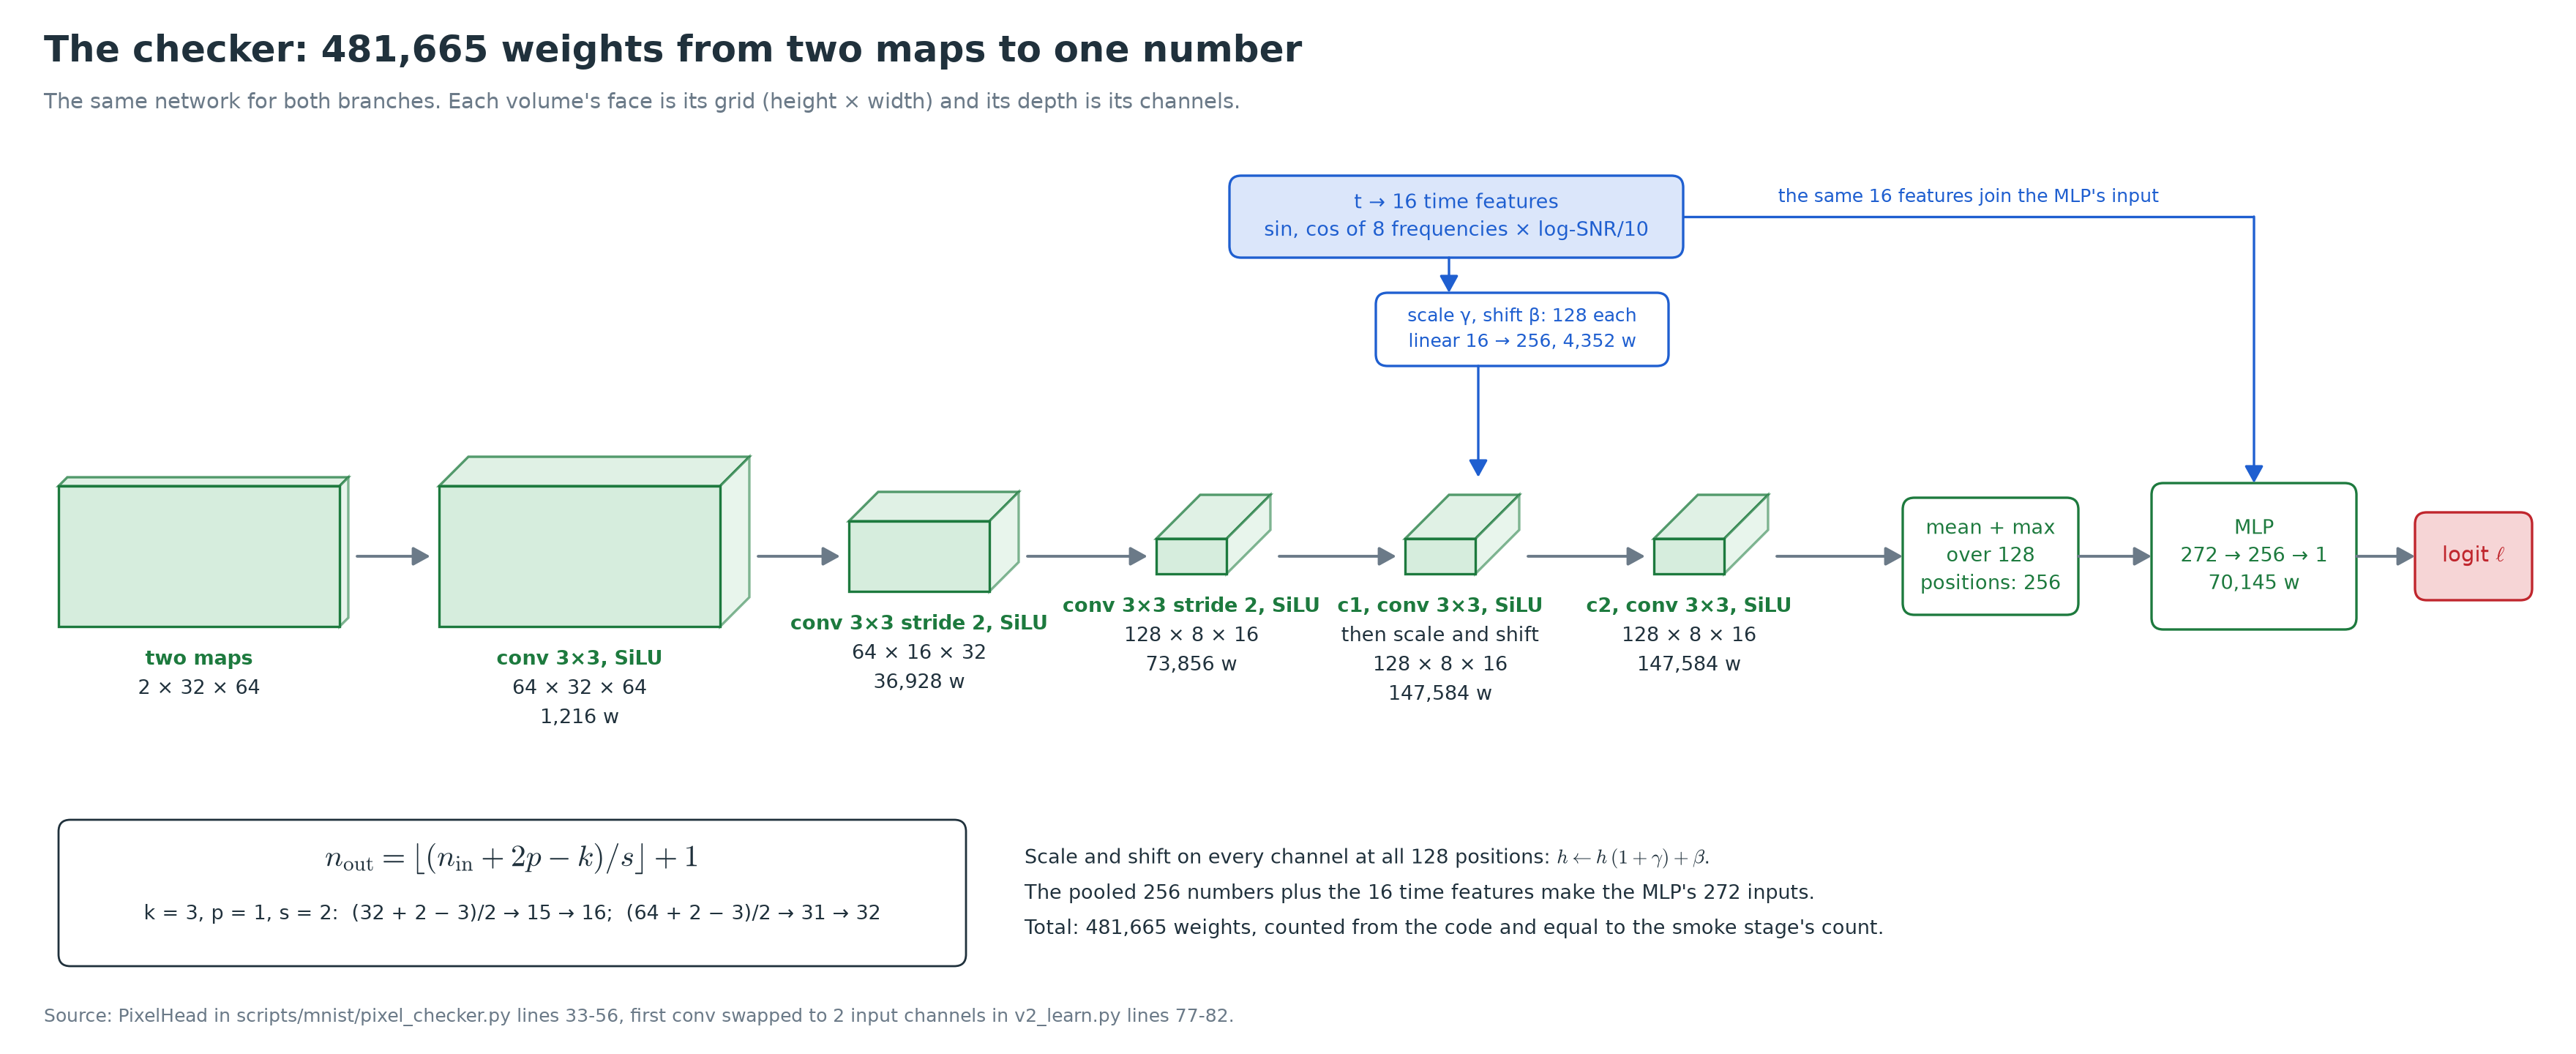 The checker: 481,665 weights from two maps to one number
The same network for both branches. Each volume's face is its grid (height × width) and its depth is its channels.
t → 16 time features
sin, cos of 8 frequencies × log-SNR/10
the same 16 features join the MLP's input
scale γ, shift β: 128 each
linear 16 → 256, 4,352 w
two maps
2 × 32 × 64
conv 3×3, SiLU
64 × 32 × 64
1,216 w
conv 3×3 stride 2, SiLU
64 × 16 × 32
36,928 w
conv 3×3 stride 2, SiLU
128 × 8 × 16
73,856 w
c1, conv 3×3, SiLU
then scale and shift
128 × 8 × 16
147,584 w
c2, conv 3×3, SiLU
128 × 8 × 16
147,584 w
mean + max
over 128
positions: 256
MLP
272 → 256 → 1
70,145 w
logit ℓ
n_out = ⌊(n_in + 2p − k)/s⌋ + 1
k = 3, p = 1, s = 2: (32 + 2 − 3)/2 → 15 → 16; (64 + 2 − 3)/2 → 31 → 32
Scale and shift on every channel at all 128 positions: h ← h (1 + γ) + β.
The pooled 256 numbers plus the 16 time features make the MLP's 272 inputs.
Total: 481,665 weights, counted from the code and equal to the smoke stage's count.
Source: PixelHead in scripts/mnist/pixel_checker.py lines 33-56, first conv swapped to 2 input channels in v2_learn.py lines 77-82.